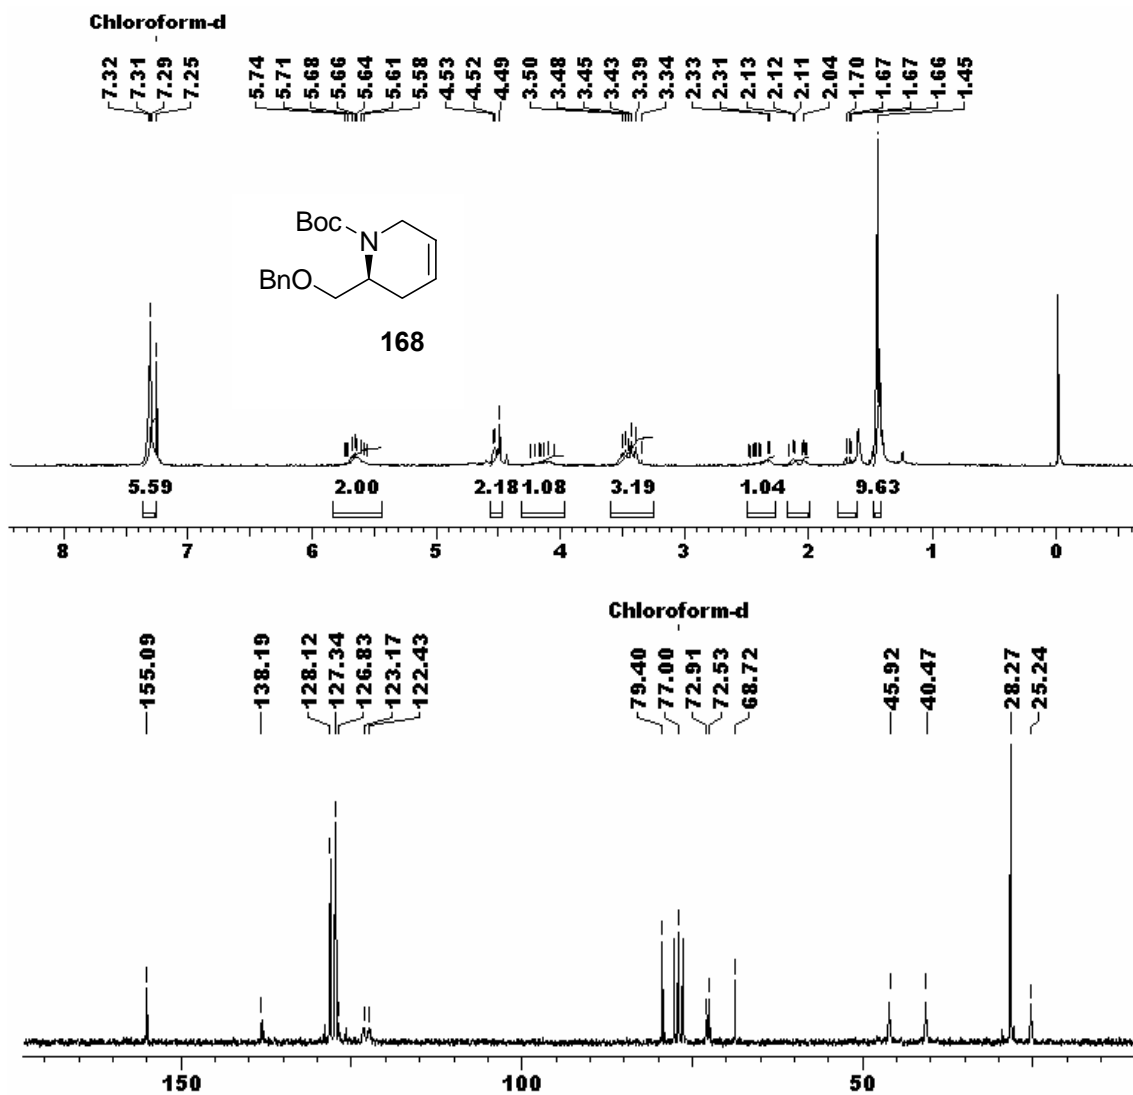 Chloroform-d
7.32 7.31 7.29 7.25 5.74 5.71 5.68 5.66 5.64 5.61 5.58 4.53 4.52 4.49 3.50 3.48 3.45 3.43 3.39 3.34 2.33 2.31 2.13 2.12 2.11 2.04 1.70 1.67 1.67 1.66 1.45
Boc
N
BnO
168
5.59 2.00 2.18 1.08 3.19 1.04 9.63
8 7 6 5 4 3 2 1 0
Chloroform-d
155.09 138.19 128.12 127.34 126.83 123.17 122.43 79.40 77.00 72.91 72.53 68.72 45.92 40.47 28.27 25.24
150 100 50